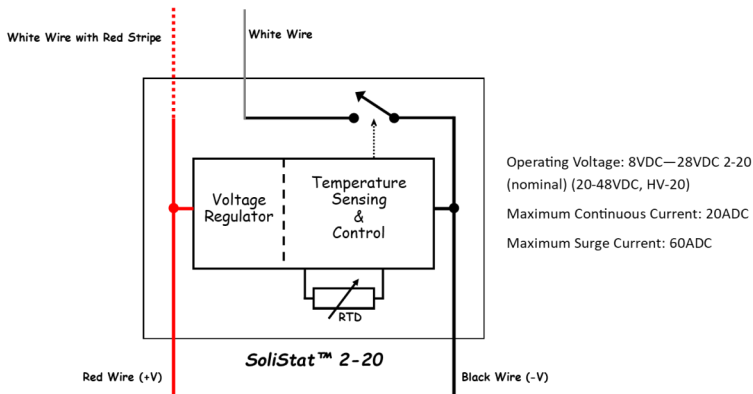 White Wire with Red Stripe
White Wire
Voltage
Regulator
Temperature
Sensing
&
Control
RTD
SoliStat™ 2-20
Red Wire (+V)
Black Wire (-V)
Operating Voltage: 8VDC—28VDC 2-20
(nominal) (20-48VDC, HV-20)
Maximum Continuous Current: 20ADC
Maximum Surge Current: 60ADC